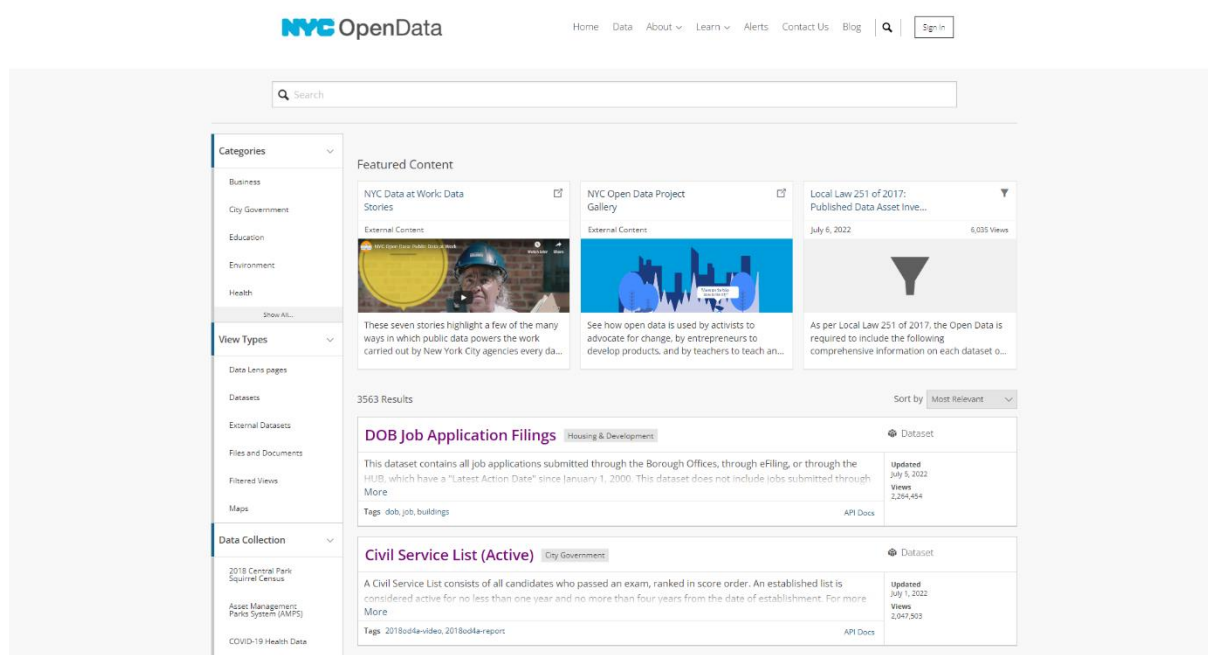 NYC OpenData
Home Data About Learn Alerts Contact Us Blog Sign In
Search
Categories
Business
City Government
Education
Environment
Health
Show All...
View Types
Data Lens pages
Datasets
External Datasets
Files and Documents
Filtered Views
Maps
Data Collection
2018 Central Park
Squirrel Census
Asset Management
Parks System (AMPS)
COVID-19 Health Data
Featured Content
NYC Data at Work: Data
Stories
External Content
NYC Open Data: Public Data at Work
Watch later Share
These seven stories highlight a few of the many
ways in which public data powers the work
carried out by New York City agencies every da...
NYC Open Data Project
Gallery
External Content
See how open data is used by activists to
advocate for change, by entrepreneurs to
develop products, and by teachers to teach an...
Local Law 251 of 2017:
Published Data Asset Inve...
July 6, 2022 6,035 Views
As per Local Law 251 of 2017, the Open Data is
required to include the following
comprehensive information on each dataset o...
3563 Results
Sort by Most Relevant
DOB Job Application Filings Housing & Development
Dataset
This dataset contains all job applications submitted through the Borough Offices, through eFiling, or through the
HUB, which have a "Latest Action Date" since January 1, 2000. This dataset does not include jobs submitted through
More
Tags dob, job, buildings
API Docs
Updated
July 5, 2022
Views
2,264,454
Civil Service List (Active) City Government
Dataset
A Civil Service List consists of all candidates who passed an exam, ranked in score order. An established list is
considered active for no less than one year and no more than four years from the date of establishment. For more
More
Tags 2018od4a-video, 2018od4a-report
API Docs
Updated
July 1, 2022
Views
2,047,503